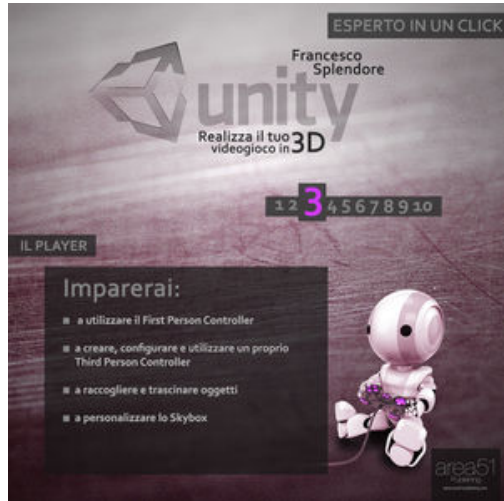 ESPERTO IN UN CLICK
Francesco
Splendore
unity
Realizza il tuo
videogioco in 3D
1 2 3 4 5 6 7 8 9 10
IL PLAYER
Imparerai:
a utilizzare il First Person Controller
a creare, configurare e utilizzare un proprio
Third Person Controller
a raccogliere e trascinare oggetti
a personalizzare lo Skybox
area51
Publishing